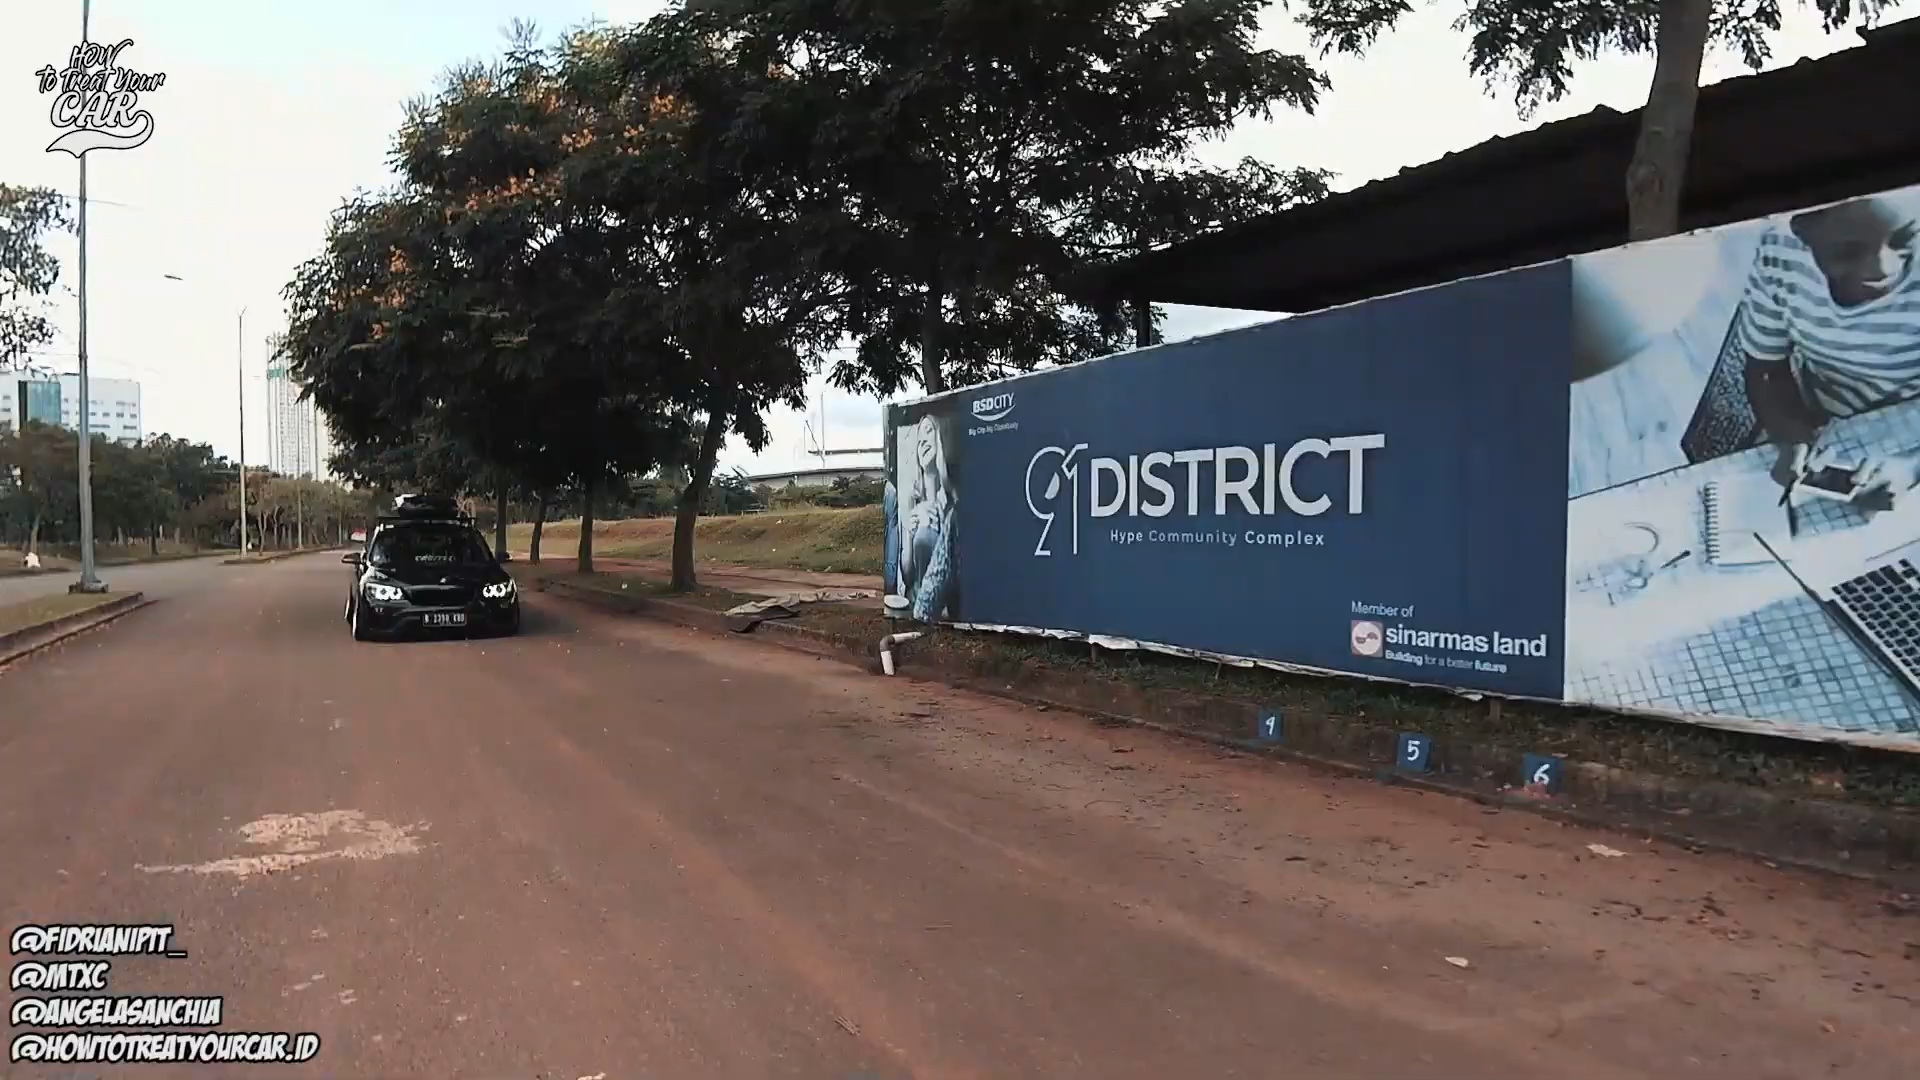 HOW
to Treat Your
CAR
BSDCITY
Big City. Big Opportunity
91 DISTRICT
Hype Community Complex
Member of
sinarmas land
Building for a better future
4
5
6
@FIDRIANIPIT_
@MTXC
@ANGELASANCHIA
@HOWTOTREATYOURCAR.ID